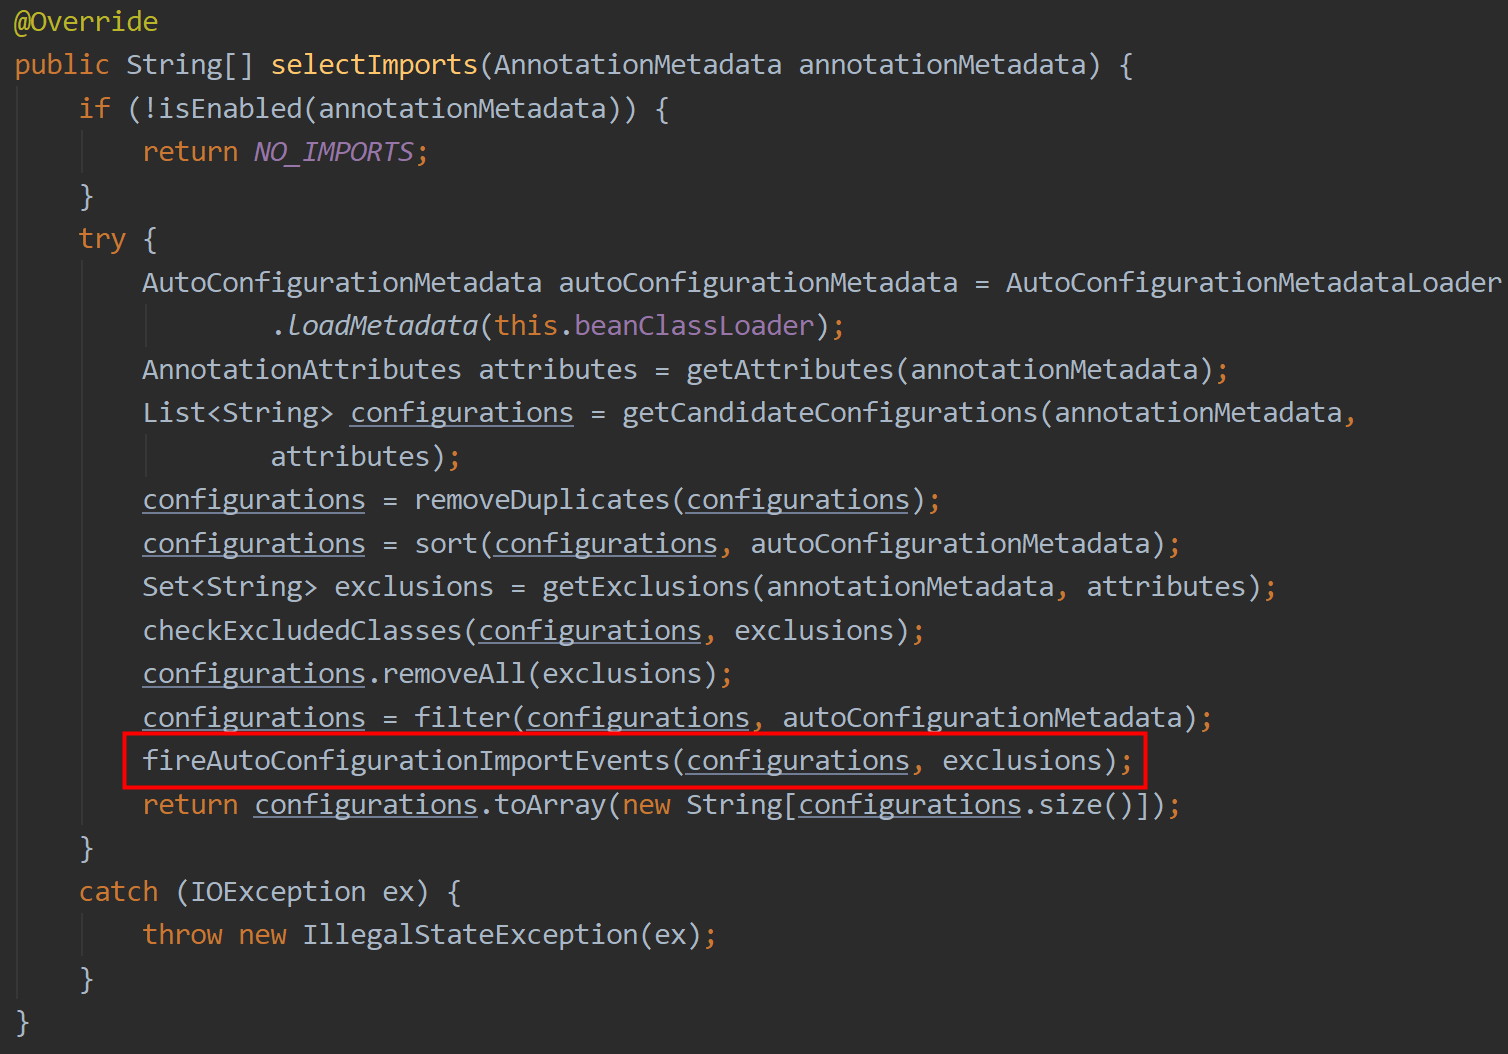 @Override
public String[] selectImports(AnnotationMetadata annotationMetadata) {
if (!isEnabled(annotationMetadata)) {
return NO_IMPORTS;
}
try {
AutoConfigurationMetadata autoConfigurationMetadata = AutoConfigurationMetadataLoader
.loadMetadata(this.beanClassLoader);
AnnotationAttributes attributes = getAttributes(annotationMetadata);
List<String> configurations = getCandidateConfigurations(annotationMetadata,
attributes);
configurations = removeDuplicates(configurations);
configurations = sort(configurations, autoConfigurationMetadata);
Set<String> exclusions = getExclusions(annotationMetadata, attributes);
checkExcludedClasses(configurations, exclusions);
configurations.removeAll(exclusions);
configurations = filter(configurations, autoConfigurationMetadata);
fireAutoConfigurationImportEvents(configurations, exclusions);
return configurations.toArray(new String[configurations.size()]);
}
catch (IOException ex) {
throw new IllegalStateException(ex);
}
}